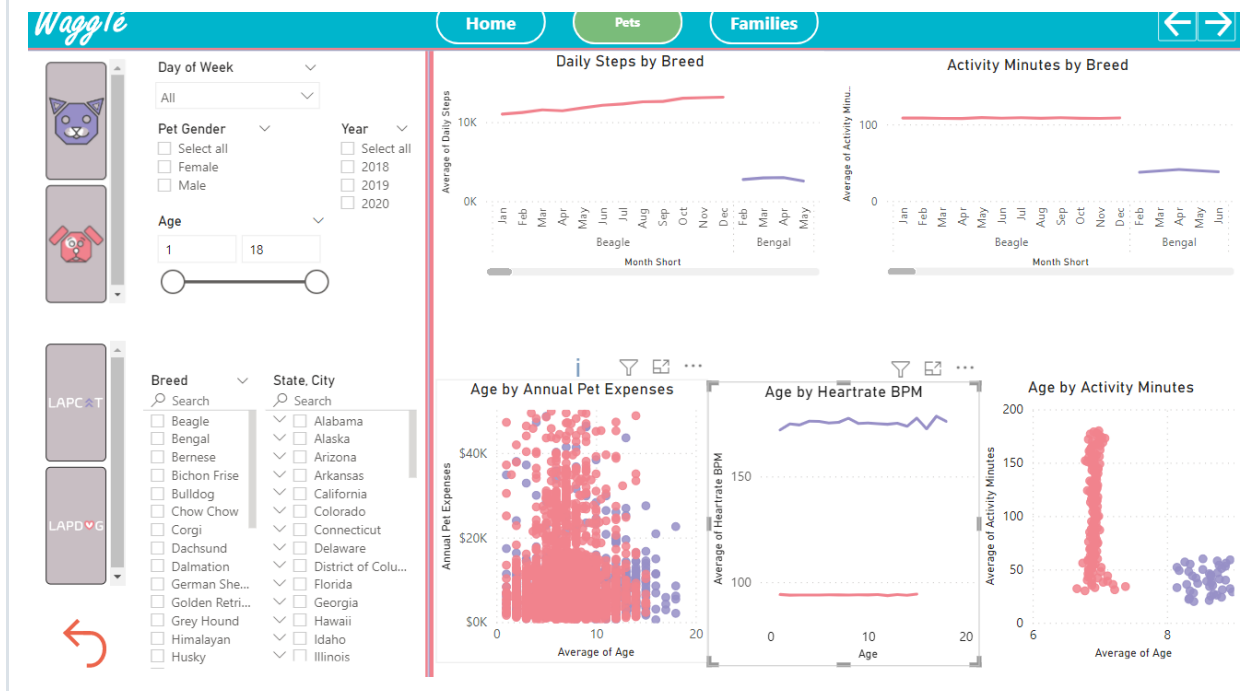 Wagglé
Home
Pets
Families
Day of Week
All
Pet Gender
Select all
Female
Male
Year
Select all
2018
2019
2020
Age
1
18
LAPC T
LAPD G
Breed
Search
Beagle
Bengal
Bernese
Bichon Frise
Bulldog
Chow Chow
Corgi
Dachsund
Dalmation
German She...
Golden Retri...
Grey Hound
Himalayan
Husky
State, City
Search
Alabama
Alaska
Arizona
Arkansas
California
Colorado
Connecticut
Delaware
District of Colu...
Florida
Georgia
Hawaii
Idaho
Illinois
Daily Steps by Breed
Average of Daily Steps
10K
0K
Jan Feb Mar Apr May Jun Jul Aug Sep Oct Nov Dec Feb Mar Apr May
Beagle Bengal
Month Short
Activity Minutes by Breed
Average of Activity Minu...
100
0
Jan Feb Mar Apr May Jun Jul Aug Sep Oct Nov Dec Feb Mar Apr May Jun
Beagle Bengal
Month Short
i
Age by Annual Pet Expenses
Annual Pet Expenses
$40K
$20K
$0K
0 10 20
Average of Age
Age by Heartrate BPM
Average of Heartrate BPM
150
100
0 10 20
Age
Age by Activity Minutes
Average of Activity Minutes
200
150
100
50
0
6 8
Average of Age